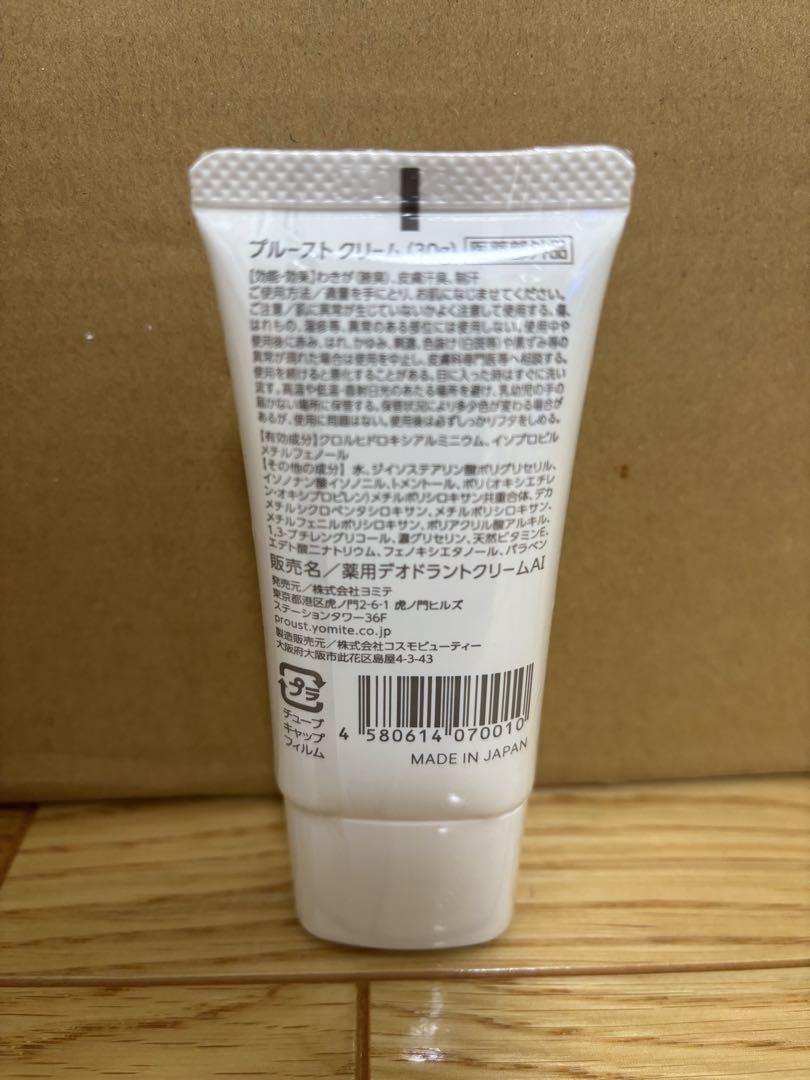 プルースト クリーム (30g) 医薬部外品
【効能・効果】わきが(腋臭)、皮膚汗臭、制汗
ご使用方法/適量を手にとり、お肌になじませてください。
ご注意/肌に異常が生じていないかよく注意して使用する。傷、
はれもの、湿疹等、異常のある部位には使用しない。使用中や
使用後に赤み、はれ、かゆみ、刺激、色抜け(白斑等)や黒ずみ等の
異常が現れた場合は使用を中止し、皮膚科専門医等へ相談する。
使用を続けると悪化することがある。目に入った時はすぐに洗い
流す。高温や低温・直射日光のあたる場所を避け、乳幼児の手の
届かない場所に保管する。保管状況により多少色が変わる場合が
あるが、使用に問題はない。使用後は必ずしっかりフタをしめる。
【有効成分】クロルヒドロキシアルミニウム、イソプロピル
メチルフェノール
【その他の成分】水、ジイソステアリン酸ポリグリセリル、
イソノナン酸イソノニル、トメントール、ポリ(オキシエチレ
ン・オキシプロピレン)メチルポリシロキサン共重合体、デカ
メチルシクロペンタシロキサン、メチルポリシロキサン、
メチルフェニルポリシロキサン、ポリアクリル酸アルキル、
1,3-ブチレングリコール、濃グリセリン、天然ビタミンE、
エデト酸二ナトリウム、フェノキシエタノール、パラベン
販売名/薬用デオドラントクリームAI
発売元/株式会社ヨミテ
東京都港区虎ノ門2-6-1 虎ノ門ヒルズ
ステーションタワー36F
proust.yomite.co.jp
製造販売元/株式会社コスモビューティー
大阪府大阪市此花区島屋4-3-43
プラ
チューブ
キャップ
フィルム
4 580614 070010
MADE IN JAPAN